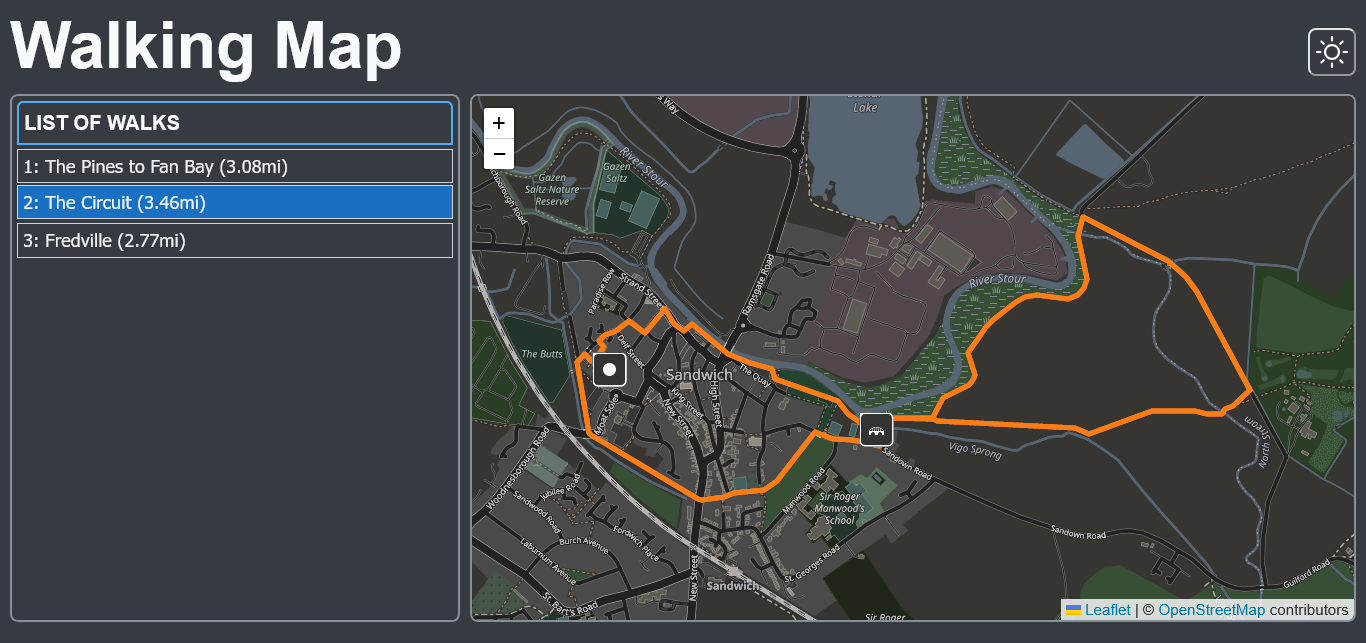 Walking Map
LIST OF WALKS
1: The Pines to Fan Bay (3.08mi)
2: The Circuit (3.46mi)
3: Fredville (2.77mi)
+
−
Lake
River Stour
Gazen
Saltz
Gazen
Saltz Nature
Reserve
Ramsgate Road
River Stour
Paradise Row
Strand Street
The Butts
Delf Street
Sandwich
The Quay
King Street
High Street
New Street
Moat Sole
Woodnesborough Road
Jubilee Road
Sandwood Road
Burch Avenue
Fordwich Place
Laburnum Avenue
St. Bart's Road
New Street
Sandwich
St. Georges Road
Manwood Road
Sir Roger
Manwood's
School
Sandown Road
Vigo Sprong
North Stream
Sandown Road
Guilford Road
Sir Roger
Leaflet | © OpenStreetMap contributors